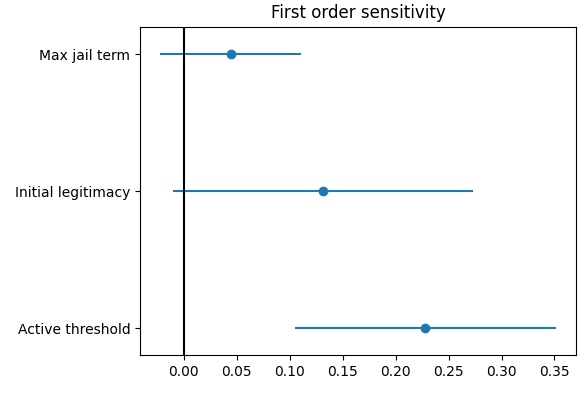 First order sensitivity
Max jail term
Initial legitimacy
Active threshold
0.00 0.05 0.10 0.15 0.20 0.25 0.30 0.35